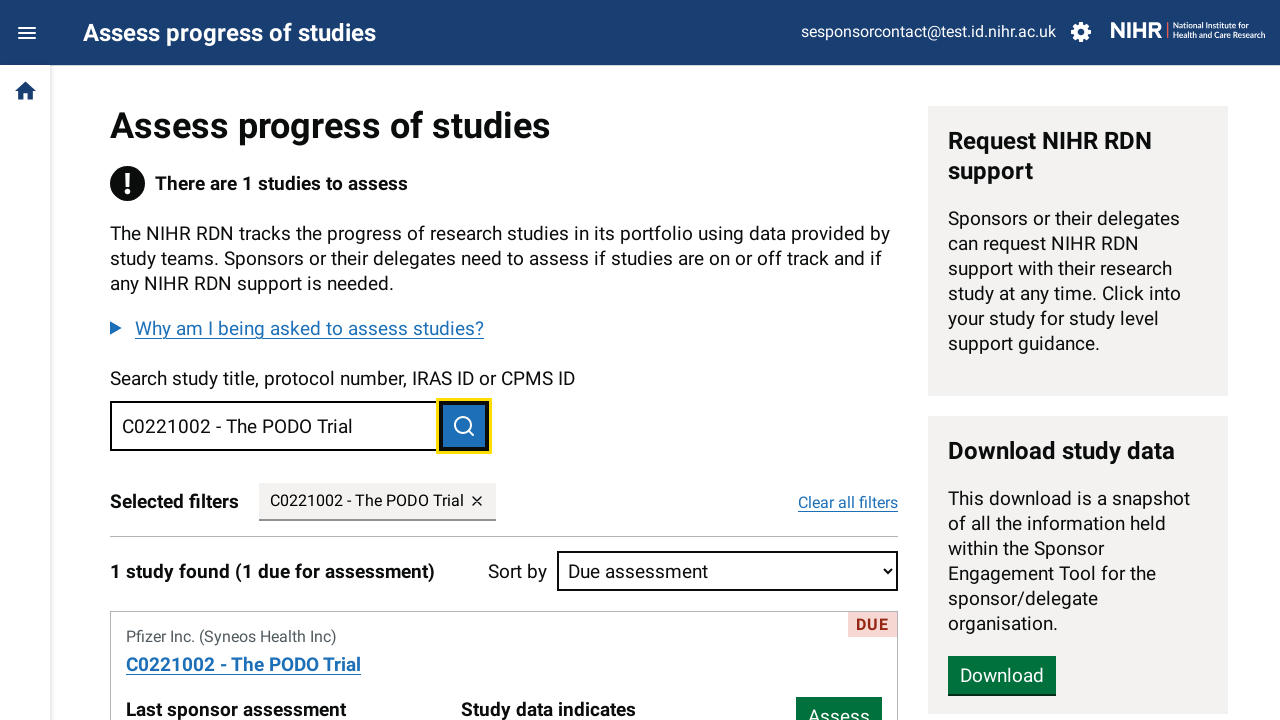 Assess progress of studies
sesponsorcontact@test.id.nihr.ac.uk
NIHR | National Institute for
Health and Care Research
Assess progress of studies
There are 1 studies to assess
The NIHR RDN tracks the progress of research studies in its portfolio using data provided by
study teams. Sponsors or their delegates need to assess if studies are on or off track and if
any NIHR RDN support is needed.
Why am I being asked to assess studies?
Search study title, protocol number, IRAS ID or CPMS ID
C0221002 - The PODO Trial
Selected filters
C0221002 - The PODO Trial ×
Clear all filters
1 study found (1 due for assessment)
Sort by
Due assessment
Pfizer Inc. (Syneos Health Inc)
DUE
C0221002 - The PODO Trial
Last sponsor assessment
Study data indicates
Assess
Request NIHR RDN
support
Sponsors or their delegates
can request NIHR RDN
support with their research
study at any time. Click into
your study for study level
support guidance.
Download study data
This download is a snapshot
of all the information held
within the Sponsor
Engagement Tool for the
sponsor/delegate
organisation.
Download